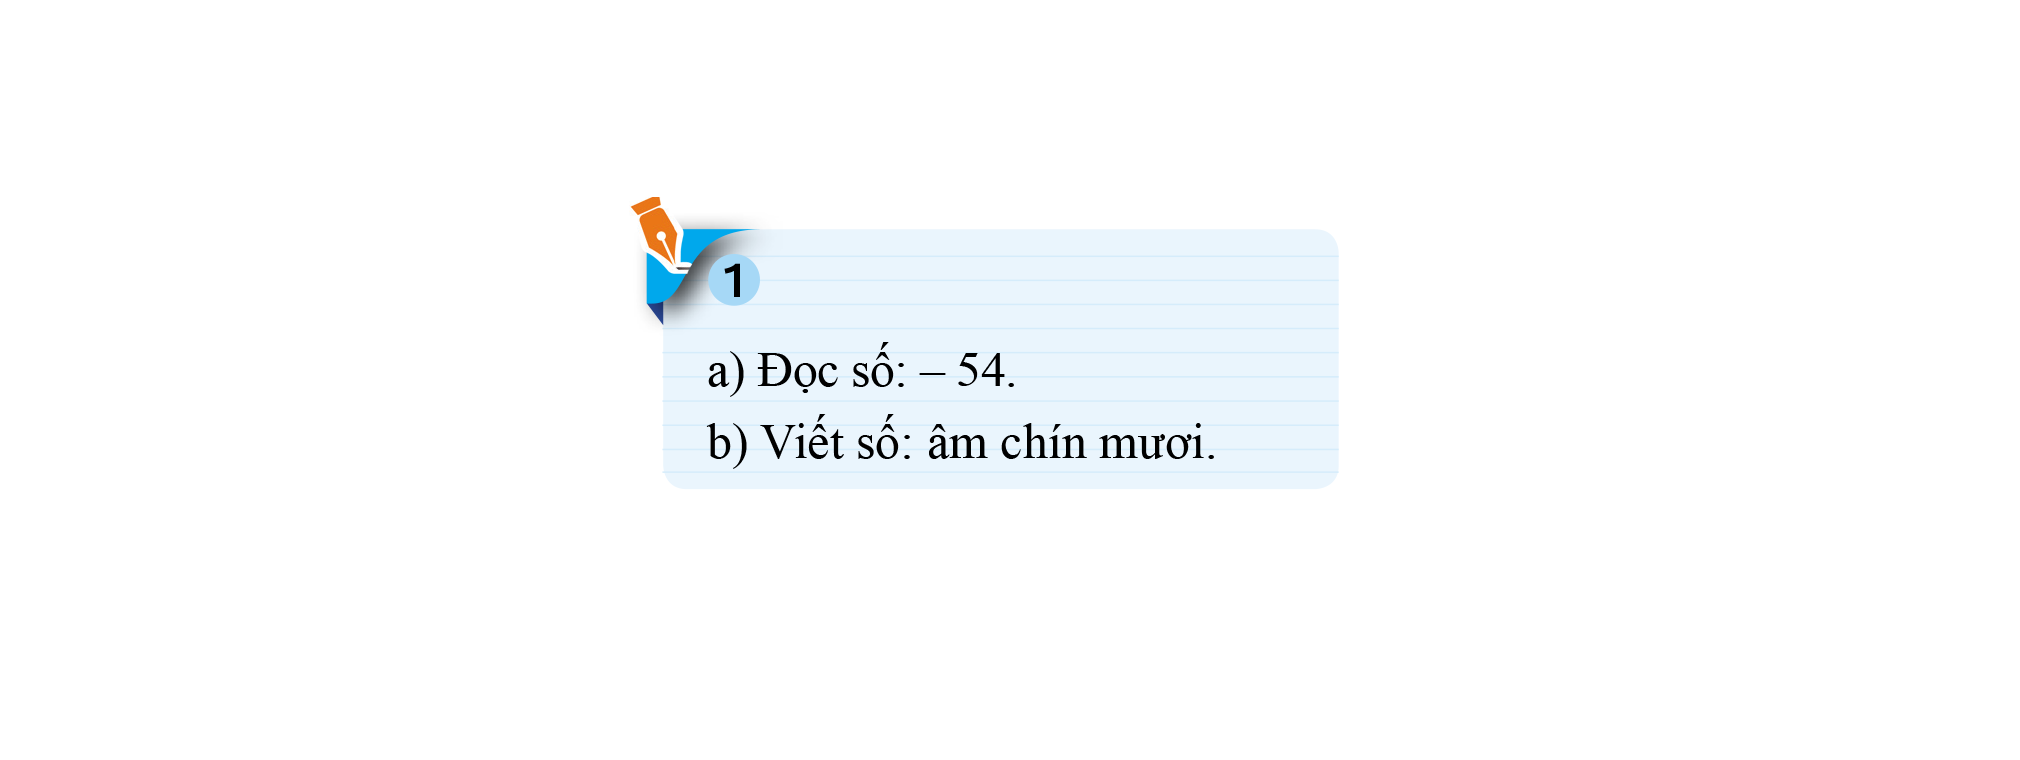 1
a) Đọc số: – 54.
b) Viết số: âm chín mươi.